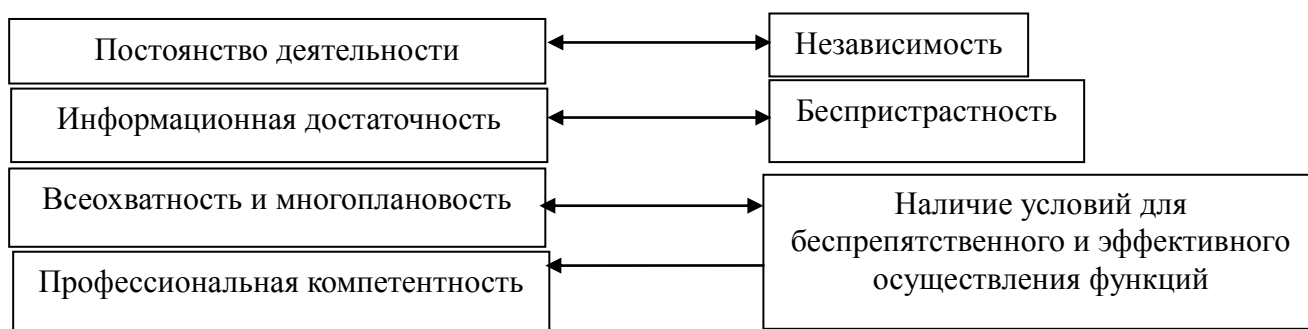 Постоянство деятельности
Независимость
Информационная достаточность
Беспристрастность
Всеохватность и многоплановость
Наличие условий для
беспрепятственного и эффективного
осуществления функций
Профессиональная компетентность